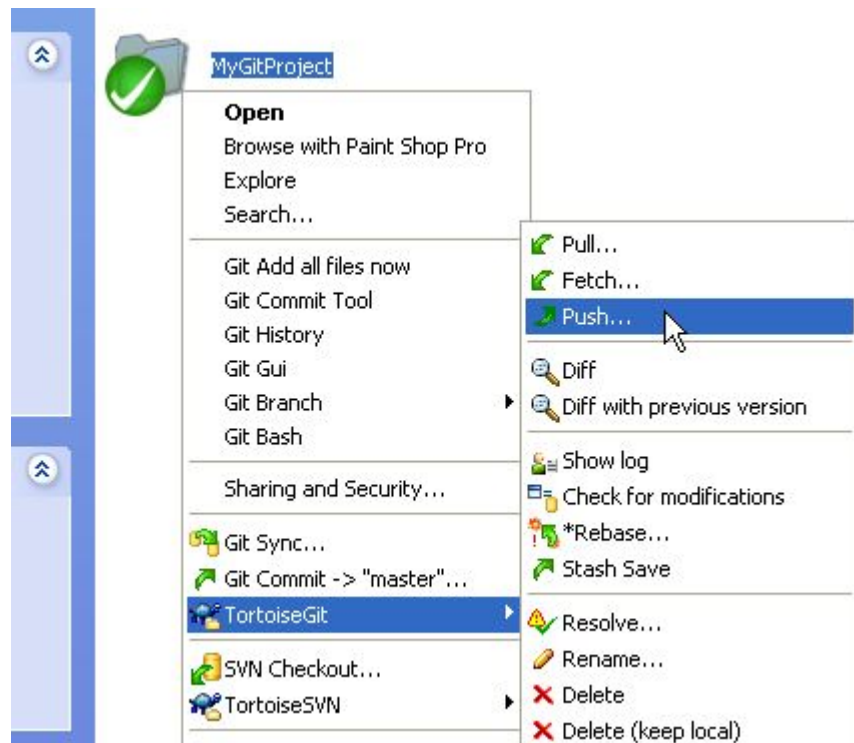 MyGitProject
Open
Browse with Paint Shop Pro
Explore
Search...
Git Add all files now
Git Commit Tool
Git History
Git Gui
Git Branch
Git Bash
Sharing and Security...
Git Sync...
Git Commit -> "master"...
TortoiseGit
SVN Checkout...
TortoiseSVN
Pull...
Fetch...
Push...
Diff
Diff with previous version
Show log
Check for modifications
*Rebase...
Stash Save
Resolve...
Rename...
Delete
Delete (keep local)